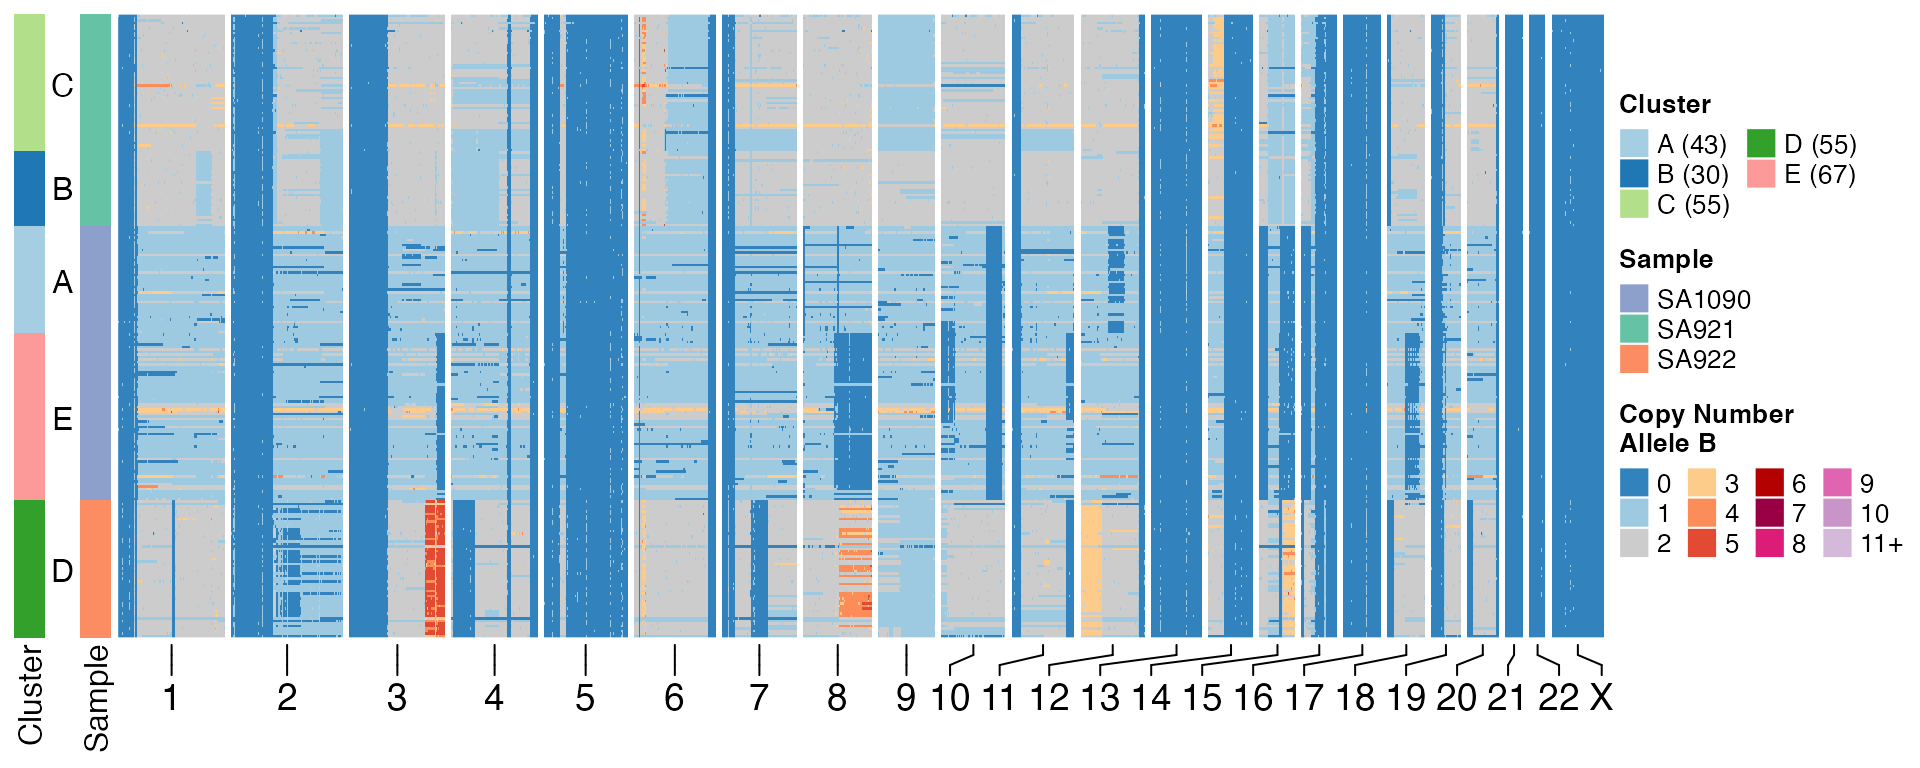 C
B
A
E
D
Cluster
Sample
1 2 3 4 5 6 7 8 9 10 11 12 13 14 15 16 17 18 19 20 21 22 X
Cluster
A (43) D (55)
B (30) E (67)
C (55)
Sample
SA1090
SA921
SA922
Copy Number
Allele B
0 3 6 9
1 4 7 10
2 5 8 11+